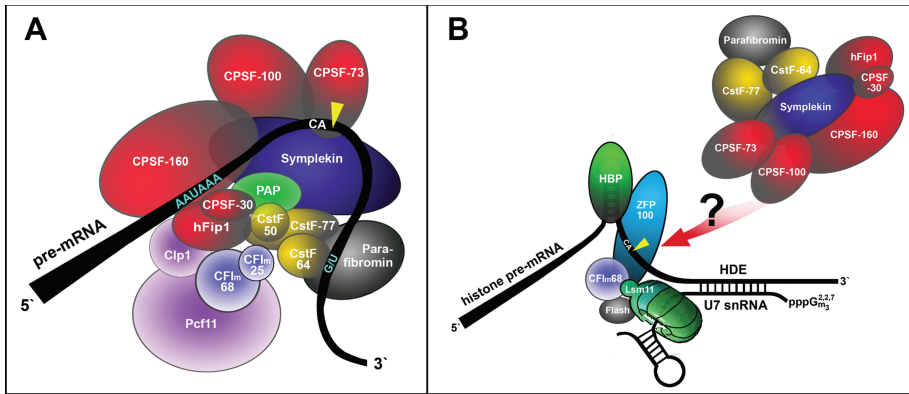 A
CPSF-100
CPSF-73
CA
CPSF-160
Symplekin
AAUAAA
PAP
CPSF-30
hFip1
CstF
50
CstF-77
CstF
64
Para-
fibromin
G/U
Clp1
CFIm
25
CFIm
68
Pcf11
pre-mRNA
5`
3`
B
Parafibromin
CstF-64
CstF-77
hFip1
CPSF
-30
Symplekin
CPSF-160
CPSF-73
CPSF-100
?
HBP
ZFP
100
CA
histone pre-mRNA
HDE
3`
CFIm68
Lsm11
Flash
U7 snRNA
pppG2,2,7
m3
5`